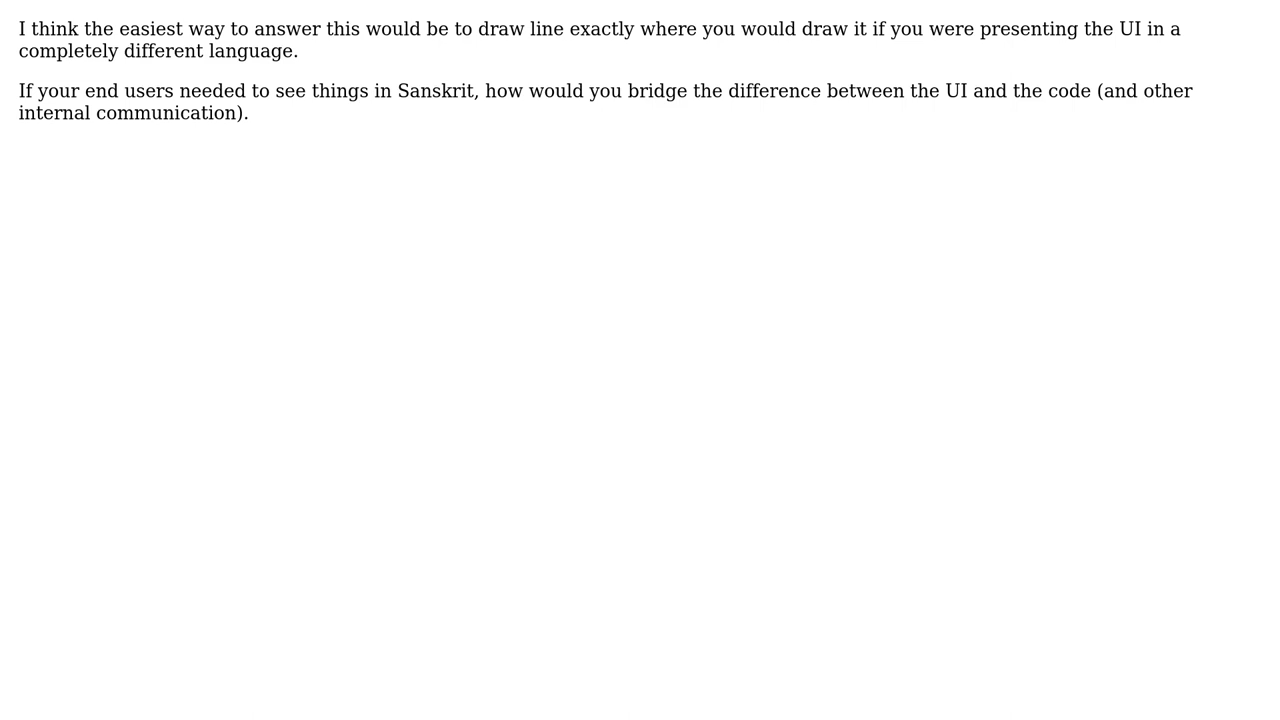 I think the easiest way to answer this would be to draw line exactly where you would draw it if you were presenting the UI in a
completely different language.
If your end users needed to see things in Sanskrit, how would you bridge the difference between the UI and the code (and other
internal communication).